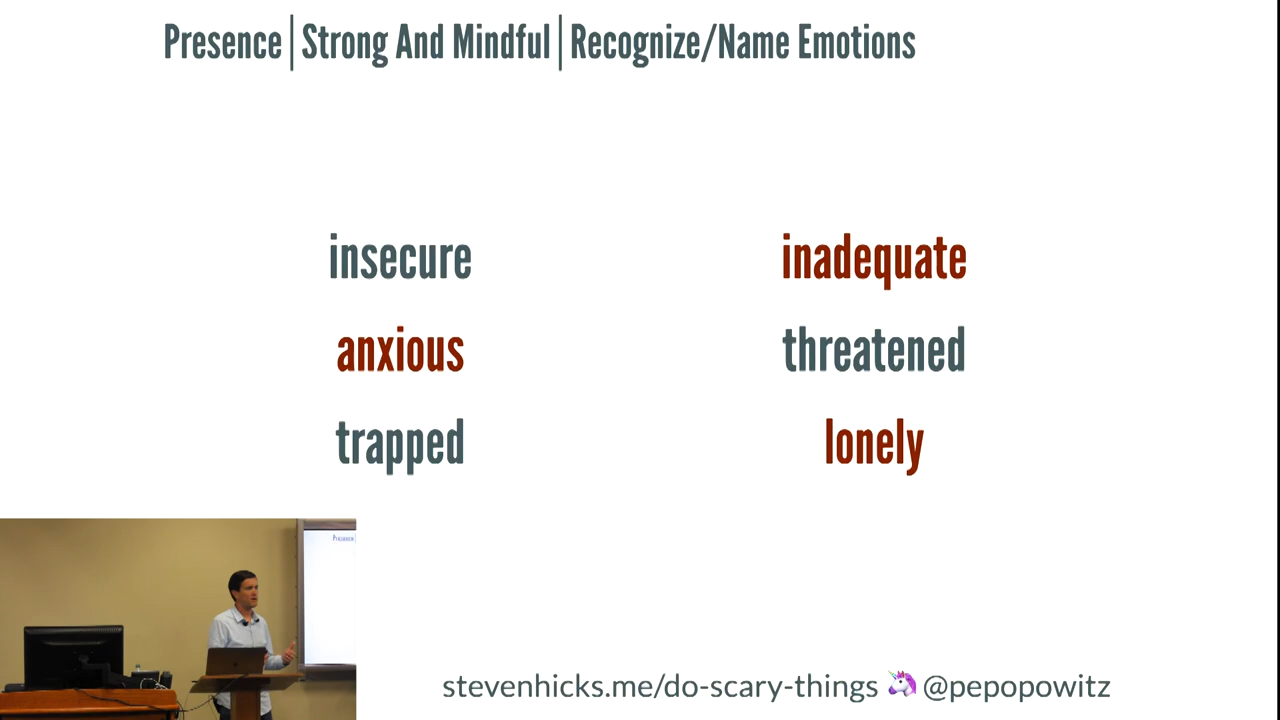 Presence|Strong And Mindful|Recognize/Name Emotions
insecure
inadequate
anxious
threatened
trapped
lonely
Presence
stevenhicks.me/do-scary-things 🦄 @pepopowitz